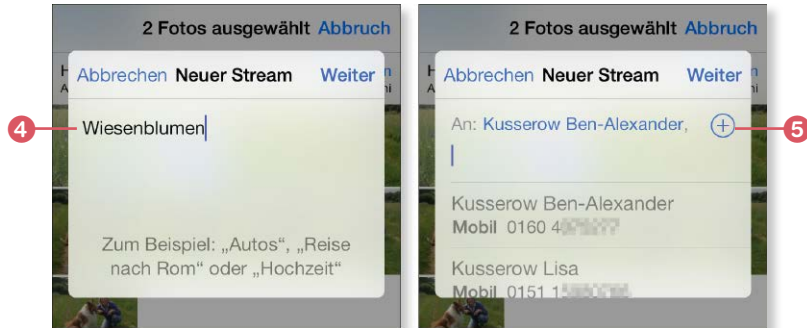 2 Fotos ausgewählt Abbruch
Abbrechen Neuer Stream Weiter
4 Wiesenblumen
Zum Beispiel: „Autos“, „Reise
nach Rom“ oder „Hochzeit“
2 Fotos ausgewählt Abbruch
Abbrechen Neuer Stream Weiter
An: Kusserow Ben-Alexander, 5
Kusserow Ben-Alexander
Mobil 0160 4
Kusserow Lisa
Mobil 0151 1